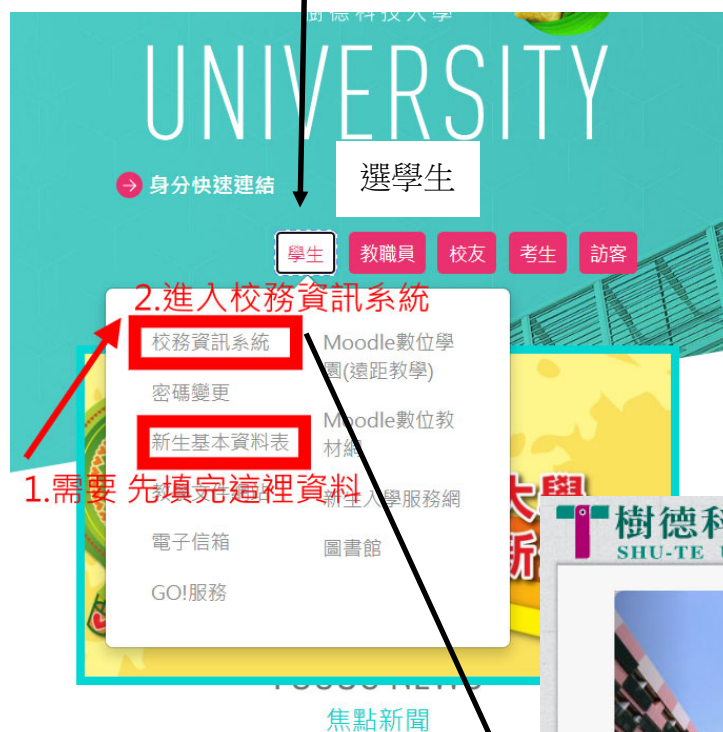 樹德科技大學
UNIVERSITY
身分快速連結
選學生
學生
教職員
校友
考生
訪客
2.進入校務資訊系統
校務資訊系統
密碼變更
新生基本資料表
1.需要 先填完這裡資料
電子信箱
GO!服務
Moodle數位學
園(遠距教學)
Moodle數位教
材網
新生入學服務網
圖書館
大學
新
樹德科
SHU-TE
FOCUS NEWS
焦點新聞